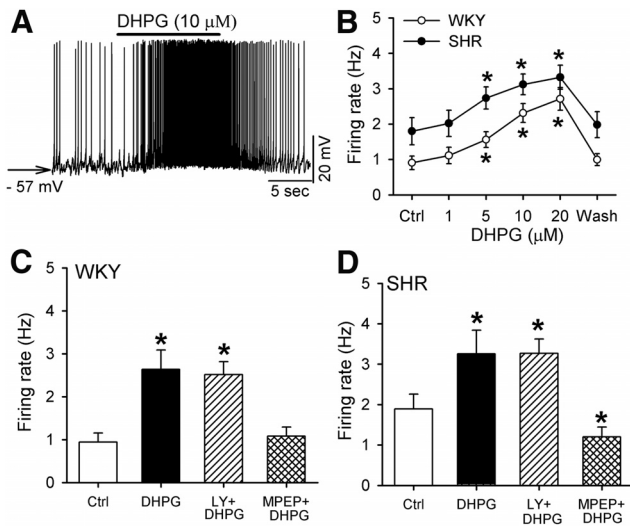 A
DHPG (10 μM)
- 57 mV
20 mV
5 sec
B
WKY
SHR
Firing rate (Hz)
5
4
3
2
1
0
Ctrl 1 5 10 20 Wash
DHPG (μM)
* * *
* * *
C
WKY
Firing rate (Hz)
5
4
3
2
1
0
* *
Ctrl DHPG LY+ DHPG MPEP+ DHPG
D
SHR
Firing rate (Hz)
5
4
3
2
1
0
* * *
Ctrl DHPG LY+ DHPG MPEP+ DHPG